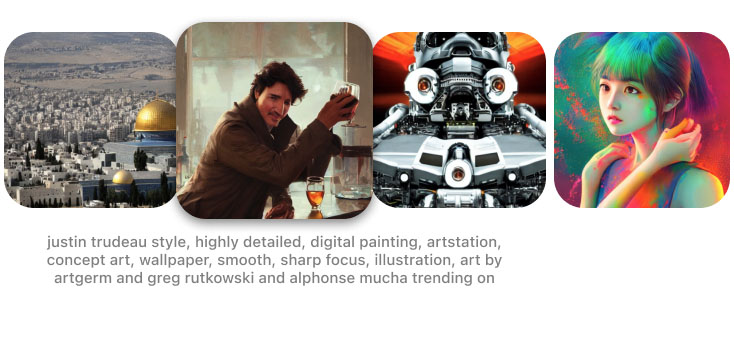 justin trudeau style, highly detailed, digital painting, artstation,
concept art, wallpaper, smooth, sharp focus, illustration, art by
artgerm and greg rutkowski and alphonse mucha trending on